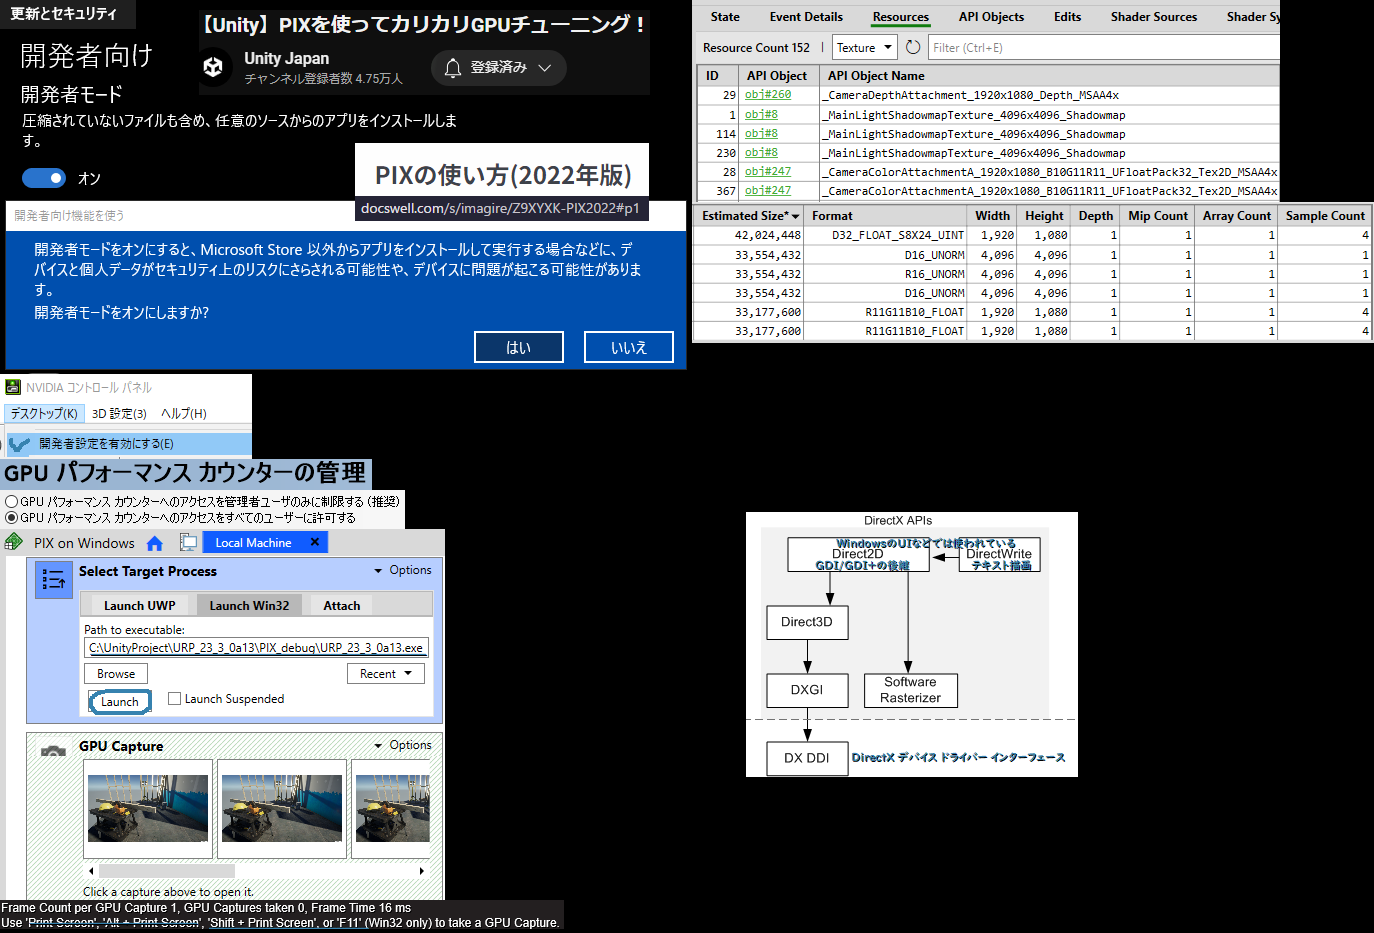 更新とセキュリティ
開発者向け
開発者モード
圧縮されていないファイルも含め、任意のソースからのアプリをインストールしま
す。
オン
【Unity】PIXを使ってカリカリGPUチューニング！
Unity Japan
チャンネル登録者数 4.75万人
登録済み
PIXの使い方(2022年版)
docswell.com/s/imagire/Z9XYXK-PIX2022#p1
開発者向け機能を使う
開発者モードをオンにすると、Microsoft Store 以外からアプリをインストールして実行する場合などに、デ
バイスと個人データがセキュリティ上のリスクにさらされる可能性や、デバイスに問題が起こる可能性がありま
す。
開発者モードをオンにしますか?
はい
いいえ
State Event Details Resources API Objects Edits Shader Sources Shader Sy
Resource Count 152 | Texture Filter (Ctrl+E)
ID API Object API Object Name
29 obj#260 _CameraDepthAttachment_1920x1080_Depth_MSAA4x
1 obj#8 _MainLightShadowmapTexture_4096x4096_Shadowmap
114 obj#8 _MainLightShadowmapTexture_4096x4096_Shadowmap
230 obj#8 _MainLightShadowmapTexture_4096x4096_Shadowmap
28 obj#247 _CameraColorAttachmentA_1920x1080_B10G11R11_UFloatPack32_Tex2D_MSAA4x
367 obj#247 _CameraColorAttachmentA_1920x1080_B10G11R11_UFloatPack32_Tex2D_MSAA4x
Estimated Size* Format Width Height Depth Mip Count Array Count Sample Count
42,024,448 D32_FLOAT_S8X24_UINT 1,920 1,080 1 1 1 4
33,554,432 D16_UNORM 4,096 4,096 1 1 1 1
33,554,432 R16_UNORM 4,096 4,096 1 1 1 1
33,554,432 D16_UNORM 4,096 4,096 1 1 1 1
33,177,600 R11G11B10_FLOAT 1,920 1,080 1 1 1 4
33,177,600 R11G11B10_FLOAT 1,920 1,080 1 1 1 4
NVIDIA コントロール パネル
デスクトップ(K) 3D 設定(3) ヘルプ(H)
開発者設定を有効にする(E)
GPU パフォーマンス カウンターの管理
GPU パフォーマンス カウンターへのアクセスを管理者ユーザのみに制限する (推奨)
GPU パフォーマンス カウンターへのアクセスをすべてのユーザーに許可する
PIX on Windows Local Machine ×
Select Target Process Options
Launch UWP Launch Win32 Attach
Path to executable:
C:\UnityProject\URP_23_3_0a13\PIX_debug\URP_23_3_0a13.exe
Browse Recent
Launch Launch Suspended
GPU Capture Options
Click a capture above to open it.
Frame Count per GPU Capture 1, GPU Captures taken 0, Frame Time 16 ms
Use 'Print Screen', 'Alt + Print Screen', 'Shift + Print Screen', or 'F11' (Win32 only) to take a GPU Capture.
DirectX APIs
WindowsのUIなどでは使われている
Direct2D DirectWrite
GDI/GDI+の後継 テキスト描画
Direct3D
DXGI
Software
Rasterizer
DX DDI
DirectX デバイス ドライバー インターフェース